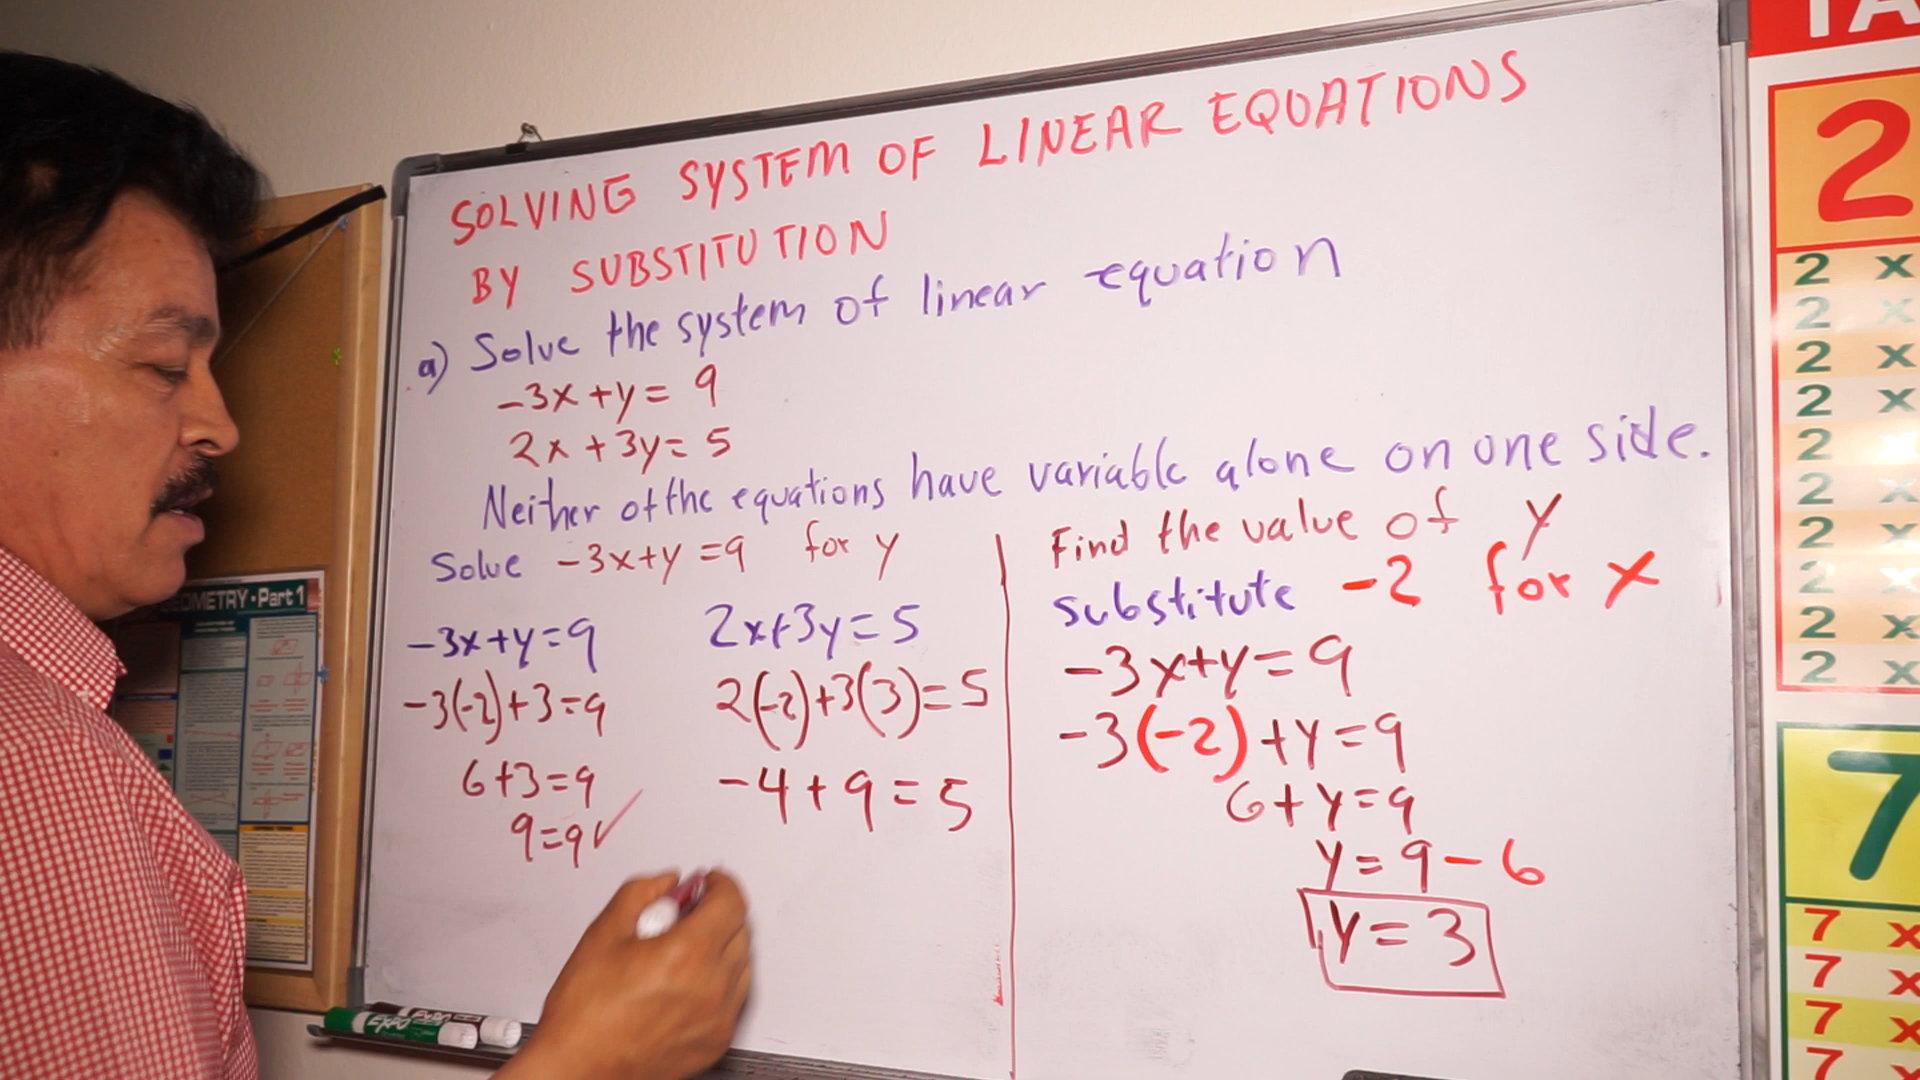 SOLVING SYSTEM OF LINEAR EQUATIONS
BY SUBSTITUTION
a) Solve the system of linear equation
-3x+y= 9
2x+3y=5
Neither of the equations have variable alone on one side.
Solve -3x+y=9 for y
-3x+y=9
-3(-2)+3=9
6+3=9
9=9✓
2x+3y=5
2(-2)+3(3)=5
-4+9=5
Find the value of y
substitute -2 for x
-3x+y=9
-3(-2)+y=9
6+y=9
y=9-6
y=3
TA
2
2 x
2 x
2 x
2 x
2 x
2 x
2 x
2 x
2 x
2 x
7
7 x
7 x
7 x
7 x
GEOMETRY - Part 1
EXPO
EXPO